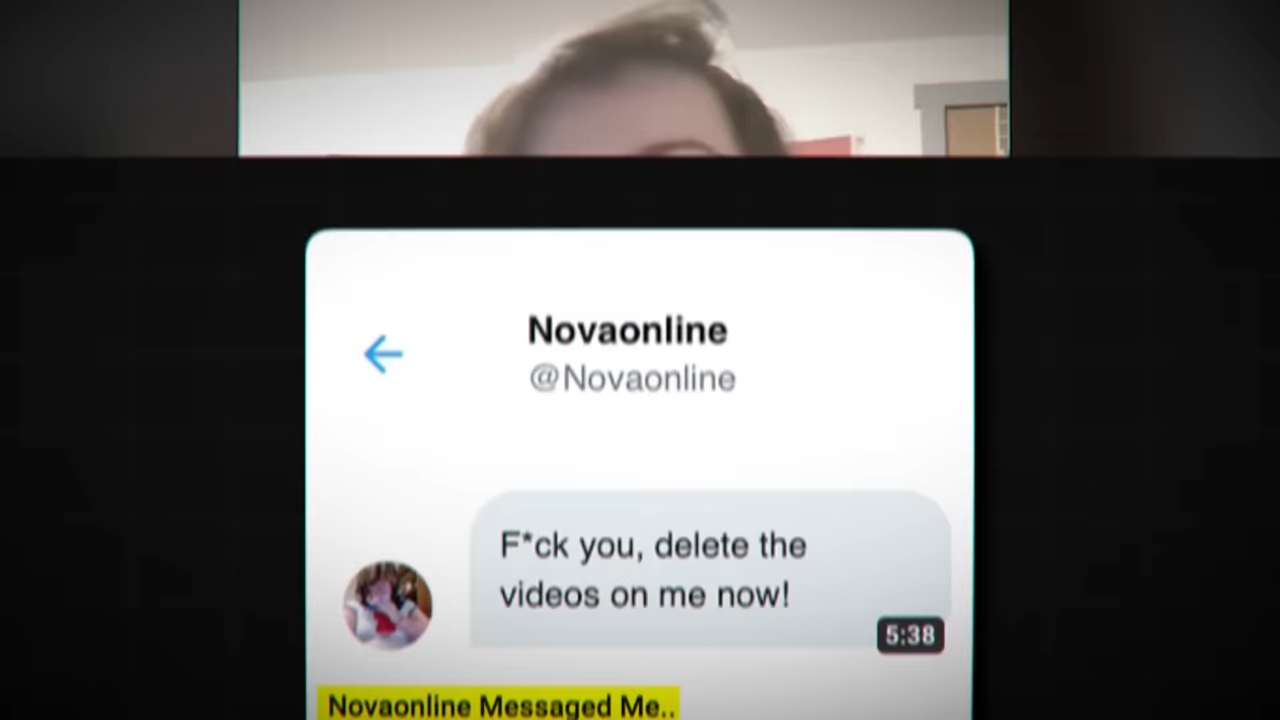 Novaonline
@Novaonline
F*ck you, delete the
videos on me now!
5:38
Novaonline Messaged Me..